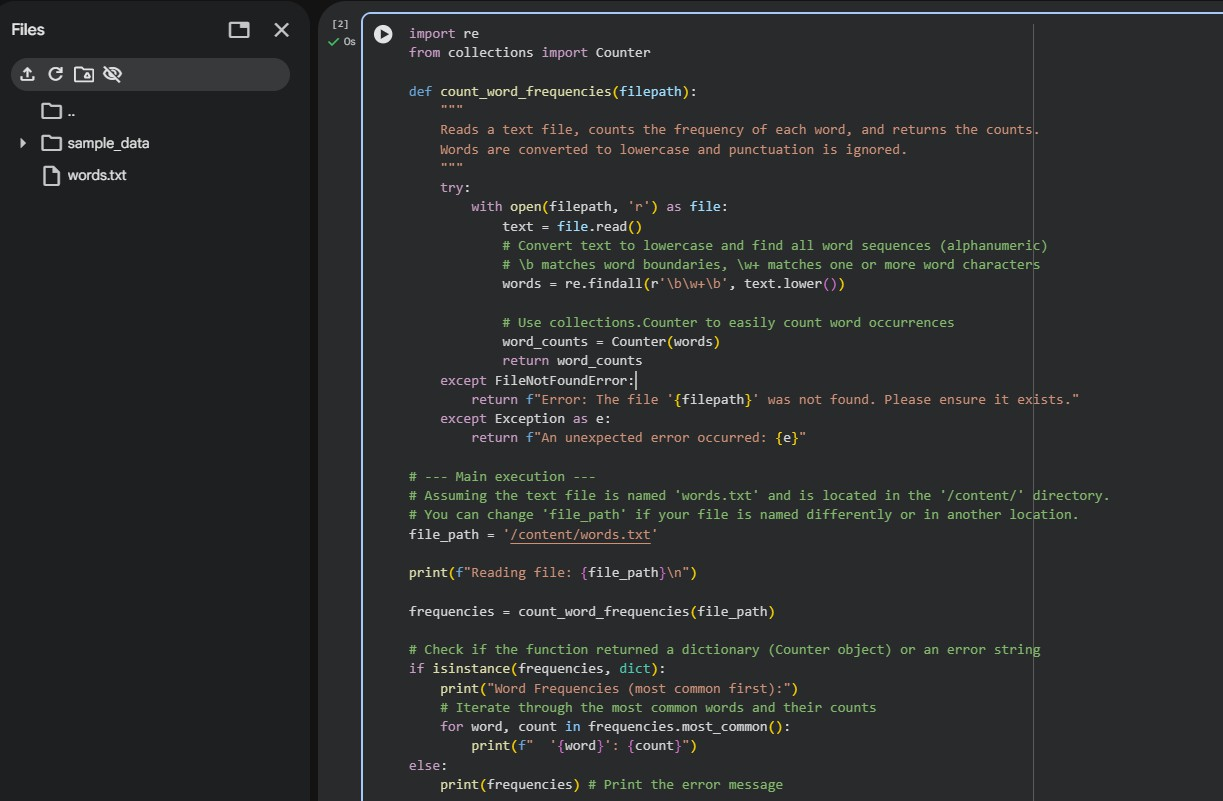 Files
..
sample_data
words.txt
[2]
0s
import re
from collections import Counter
def count_word_frequencies(filepath):
    """
    Reads a text file, counts the frequency of each word, and returns the counts.
    Words are converted to lowercase and punctuation is ignored.
    """
    try:
        with open(filepath, 'r') as file:
            text = file.read()
            # Convert text to lowercase and find all word sequences (alphanumeric)
            # \b matches word boundaries, \w+ matches one or more word characters
            words = re.findall(r'\b\w+\b', text.lower())
            # Use collections.Counter to easily count word occurrences
            word_counts = Counter(words)
            return word_counts
    except FileNotFoundError:
        return f"Error: The file '{filepath}' was not found. Please ensure it exists."
    except Exception as e:
        return f"An unexpected error occurred: {e}"
# --- Main execution ---
# Assuming the text file is named 'words.txt' and is located in the '/content/' directory.
# You can change 'file_path' if your file is named differently or in another location.
file_path = '/content/words.txt'
print(f"Reading file: {file_path}\n")
frequencies = count_word_frequencies(file_path)
# Check if the function returned a dictionary (Counter object) or an error string
if isinstance(frequencies, dict):
    print("Word Frequencies (most common first):")
    # Iterate through the most common words and their counts
    for word, count in frequencies.most_common():
        print(f"  '{word}': {count}")
else:
    print(frequencies) # Print the error message